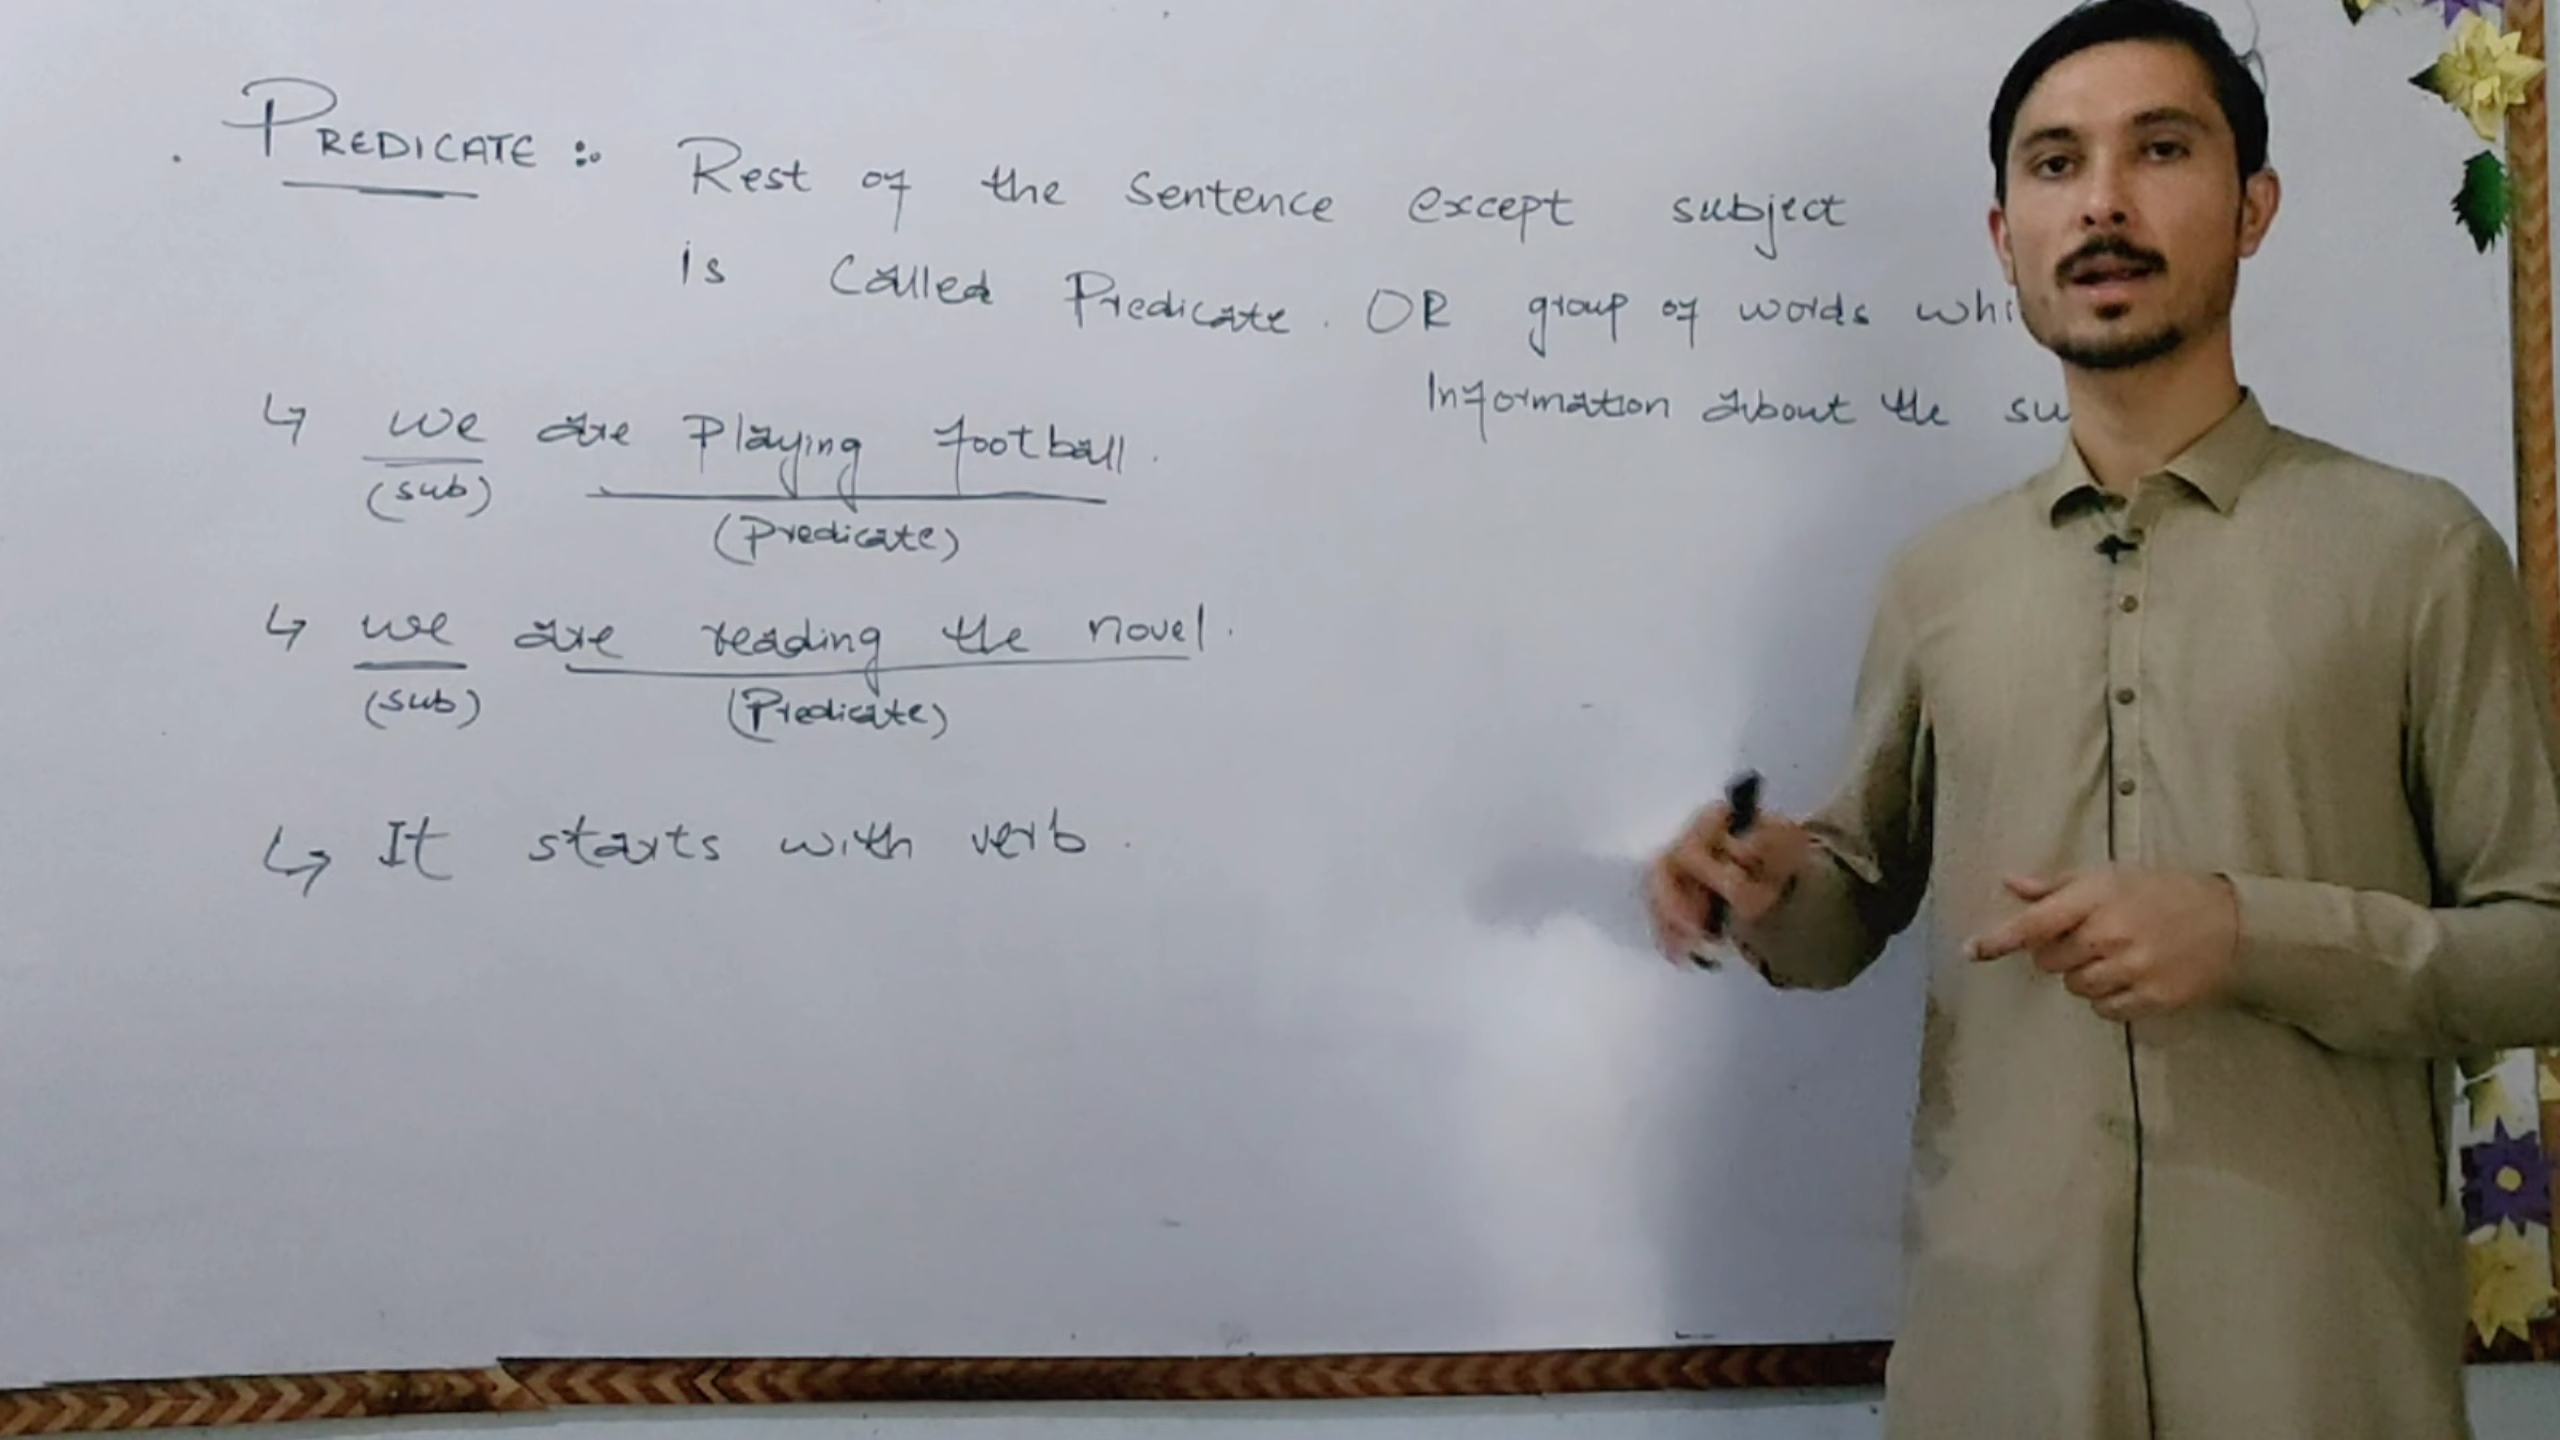 PREDICATE : Rest of the Sentence except subject
is Called Predicate. OR group of words
Information about the
↳ we are Playing football.
(sub) (Predicate)
↳ we are reading the novel.
(sub) (Predicate)
↳ It starts with verb.